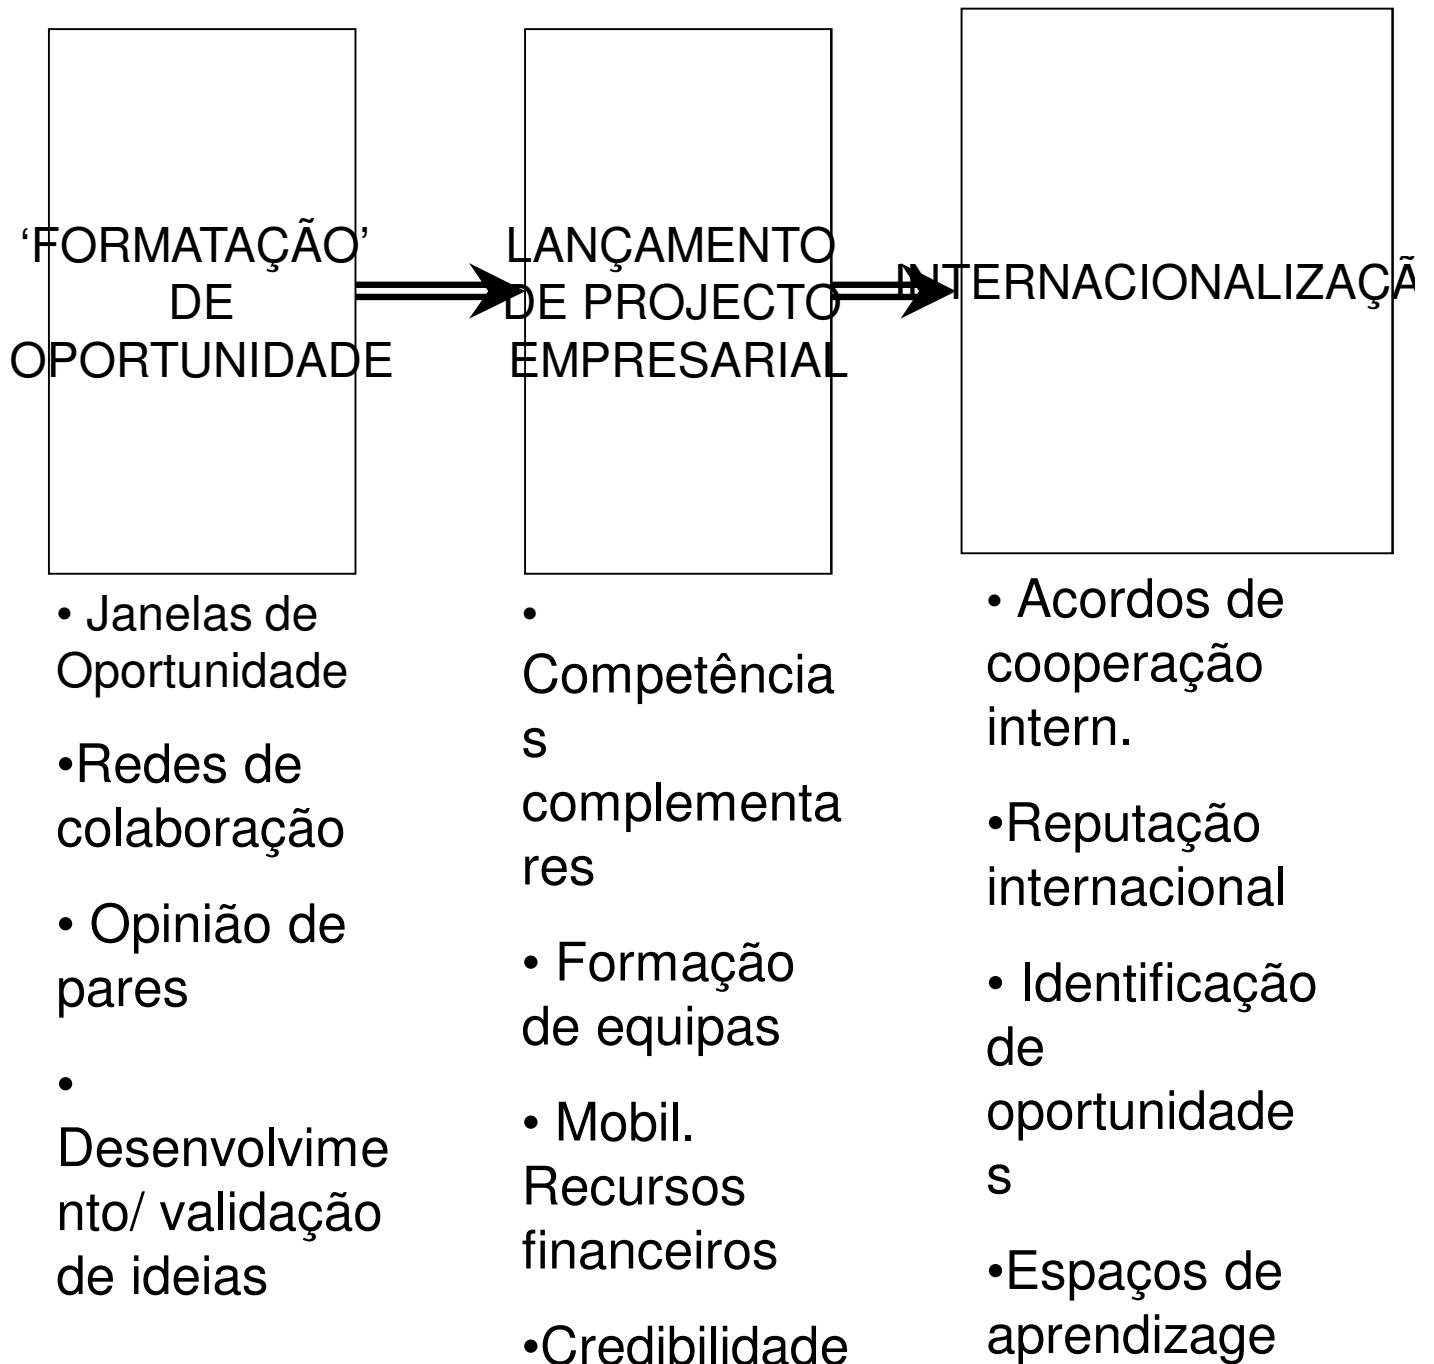 ‘FORMATAÇÃO’
DE
OPORTUNIDADE
LANÇAMENTO
DE PROJECTO
EMPRESARIAL
INTERNACIONALIZAÇÃ
• Janelas de
Oportunidade
•Redes de
colaboração
• Opinião de
pares
•
Desenvolvime
nto/ validação
de ideias
•
Competência
s
complementa
res
• Formação
de equipas
• Mobil.
Recursos
financeiros
•Credibilidade
• Acordos de
cooperação
intern.
•Reputação
internacional
• Identificação
de
oportunidade
s
•Espaços de
aprendizage